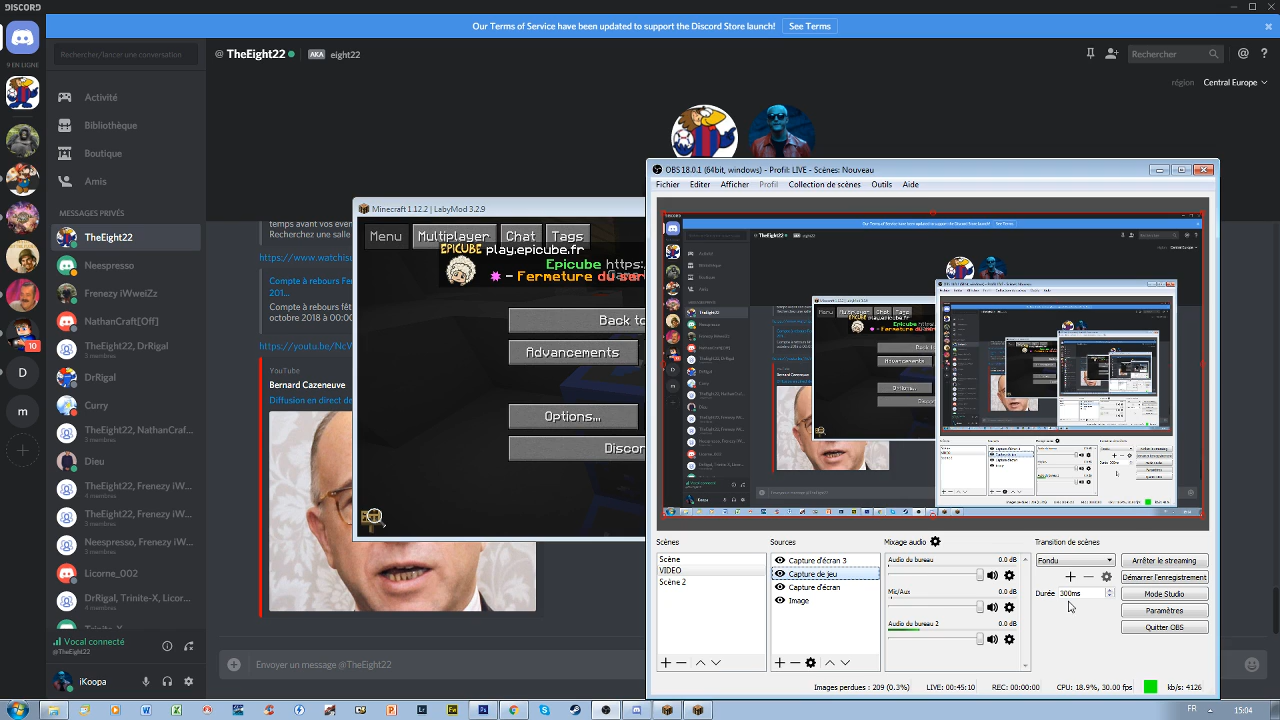 DISCORD
Our Terms of Service have been updated to support the Discord Store launch!
See Terms
Rechercher/lancer une conversation
9 EN LIGNE
@ TheEight22
AKA
eight22
Rechercher
région
Central Europe
Activité
Bibliothèque
Boutique
Amis
MESSAGES PRIVÉS
TheEight22
Neespresso
Frenezy iWweiZz
NathanCraft[Off]
TheEight22, DrRigal
3 membres
DrRigal
Curry
TheEight22, NathanCraf...
5 membres
Dieu
TheEight22, Frenezy iW...
4 membres
TheEight22, Frenezy iW...
3 membres
Neespresso, Frenezy iW...
3 membres
Licorne_002
DrRigal, Trinite-X, Licor...
10
D
m
Vocal connecté
@TheEight22
iKoopa
temps avant vos even
Recherchez une salle
https://www.watchisu
Compte à rebours Fer
201...
Compte à rebours fêt
octobre 2018 à 00:00
https://youtu.be/NcW
YouTube
Bernard Cazeneuve
Diffusion en direct de
Envoyer un message @TheEight22
Minecraft 1.12.2 | LabyMod 3.2.9
Menu
Multiplayer
Chat
Tags
EPICUBE play.epicube.fr
Epicube https:
- Fermeture du ser
Back to
Advancements
Options...
Discon
OBS 18.0.1 (64bit, windows) - Profil: LIVE - Scènes: Nouveau
Fichier
Editer
Afficher
Profil
Collection de scènes
Outils
Aide
Scènes
Scène
VIDEO
Scène 2
Sources
Capture d'écran 3
Capture de jeu
Capture d'écran
Image
Mixage audio
Audio du bureau
0.0 dB
Mic/Aux
0.0 dB
Audio du bureau 2
0.0 dB
Transition de scènes
Fondu
Durée
300ms
Arrêter le streaming
Démarrer l'enregistrement
Mode Studio
Paramètres
Quitter OBS
Images perdues : 209 (0.3%)
LIVE: 00:45:10
REC: 00:00:00
CPU: 18.9%, 30.00 fps
kb/s: 4126
FR
15:04